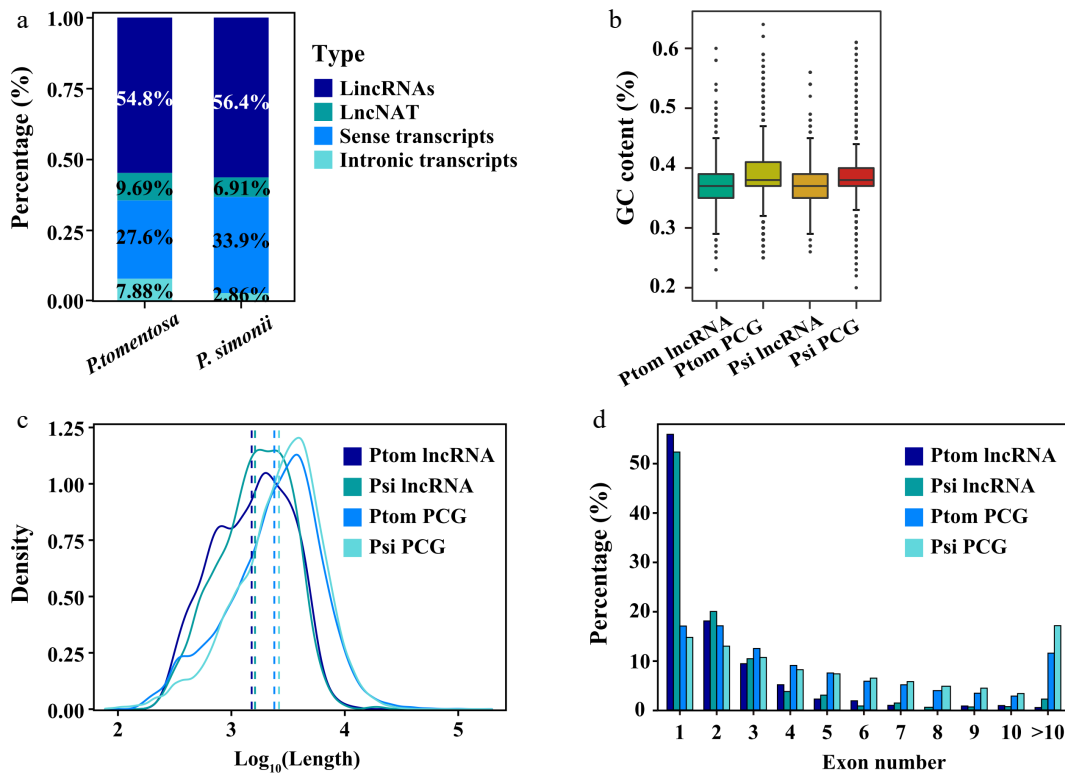 a
Percentage (%)
1.00
0.75
0.50
0.25
0.00
54.8%
56.4%
9.69%
6.91%
27.6%
33.9%
7.88%
2.86%
P.tomentosa
P. simonii
Type
LincRNAs
LncNAT
Sense transcripts
Intronic transcripts
b
GC cotent (%)
0.6
0.5
0.4
0.3
0.2
Ptom lncRNA
Ptom PCG
Psi lncRNA
Psi PCG
c
Density
1.25
1.00
0.75
0.50
0.25
0.00
2
3
4
5
Log10(Length)
Ptom lncRNA
Psi lncRNA
Ptom PCG
Psi PCG
d
Percentage (%)
50
40
30
20
10
0
1
2
3
4
5
6
7
8
9
10
>10
Exon number
Ptom lncRNA
Psi lncRNA
Ptom PCG
Psi PCG